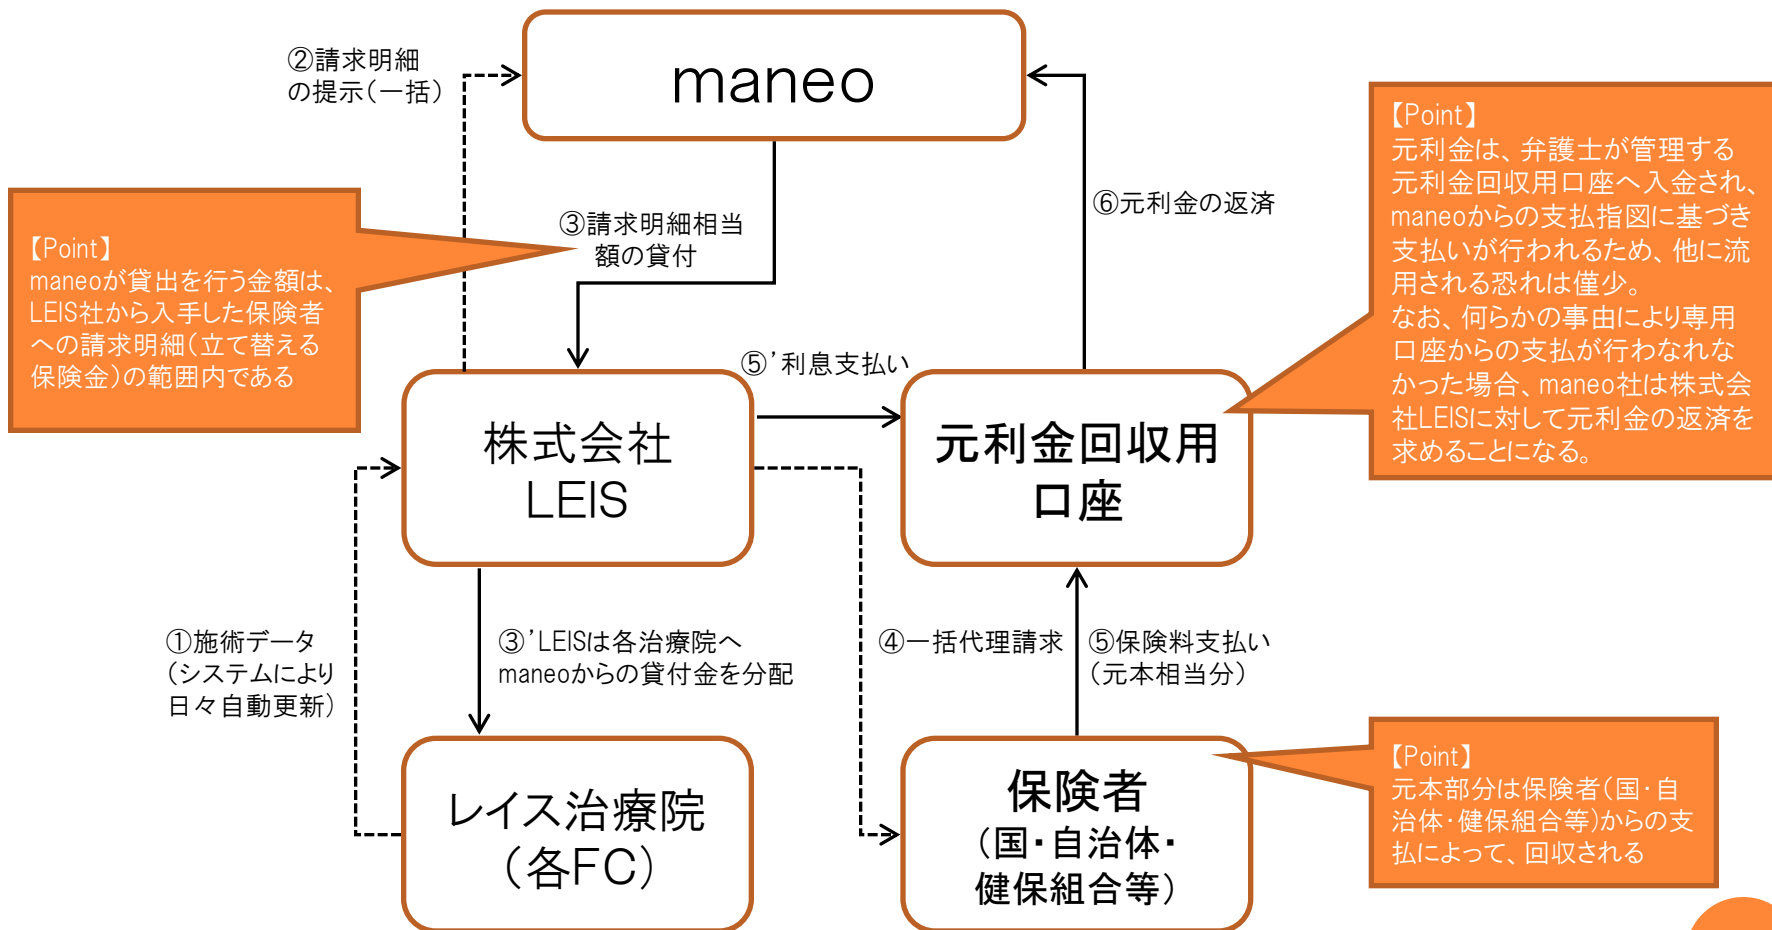 maneo
②請求明細
の提示(一括)
【Point】
maneoが貸出を行う金額は、
LEIS社から入手した保険者
への請求明細(立て替える
保険金)の範囲内である
③請求明細相当
額の貸付
⑥元利金の返済
【Point】
元利金は、弁護士が管理する
元利金回収用口座へ入金され、
maneoからの支払指図に基づき
支払いが行われるため、他に流
用される恐れは僅少。
なお、何らかの事由により専用
口座からの支払が行わなれな
かった場合、maneo社は株式会
社LEISに対して元利金の返済を
求めることになる。
⑤’利息支払い
株式会社
LEIS
元利金回収用
口座
①施術データ
(システムにより
日々自動更新)
③’LEISは各治療院へ
maneoからの貸付金を分配
④一括代理請求
⑤保険料支払い
(元本相当分)
レイス治療院
(各FC)
保険者
(国・自治体・
健保組合等)
【Point】
元本部分は保険者(国・自
治体・健保組合等)からの支
払によって、回収される